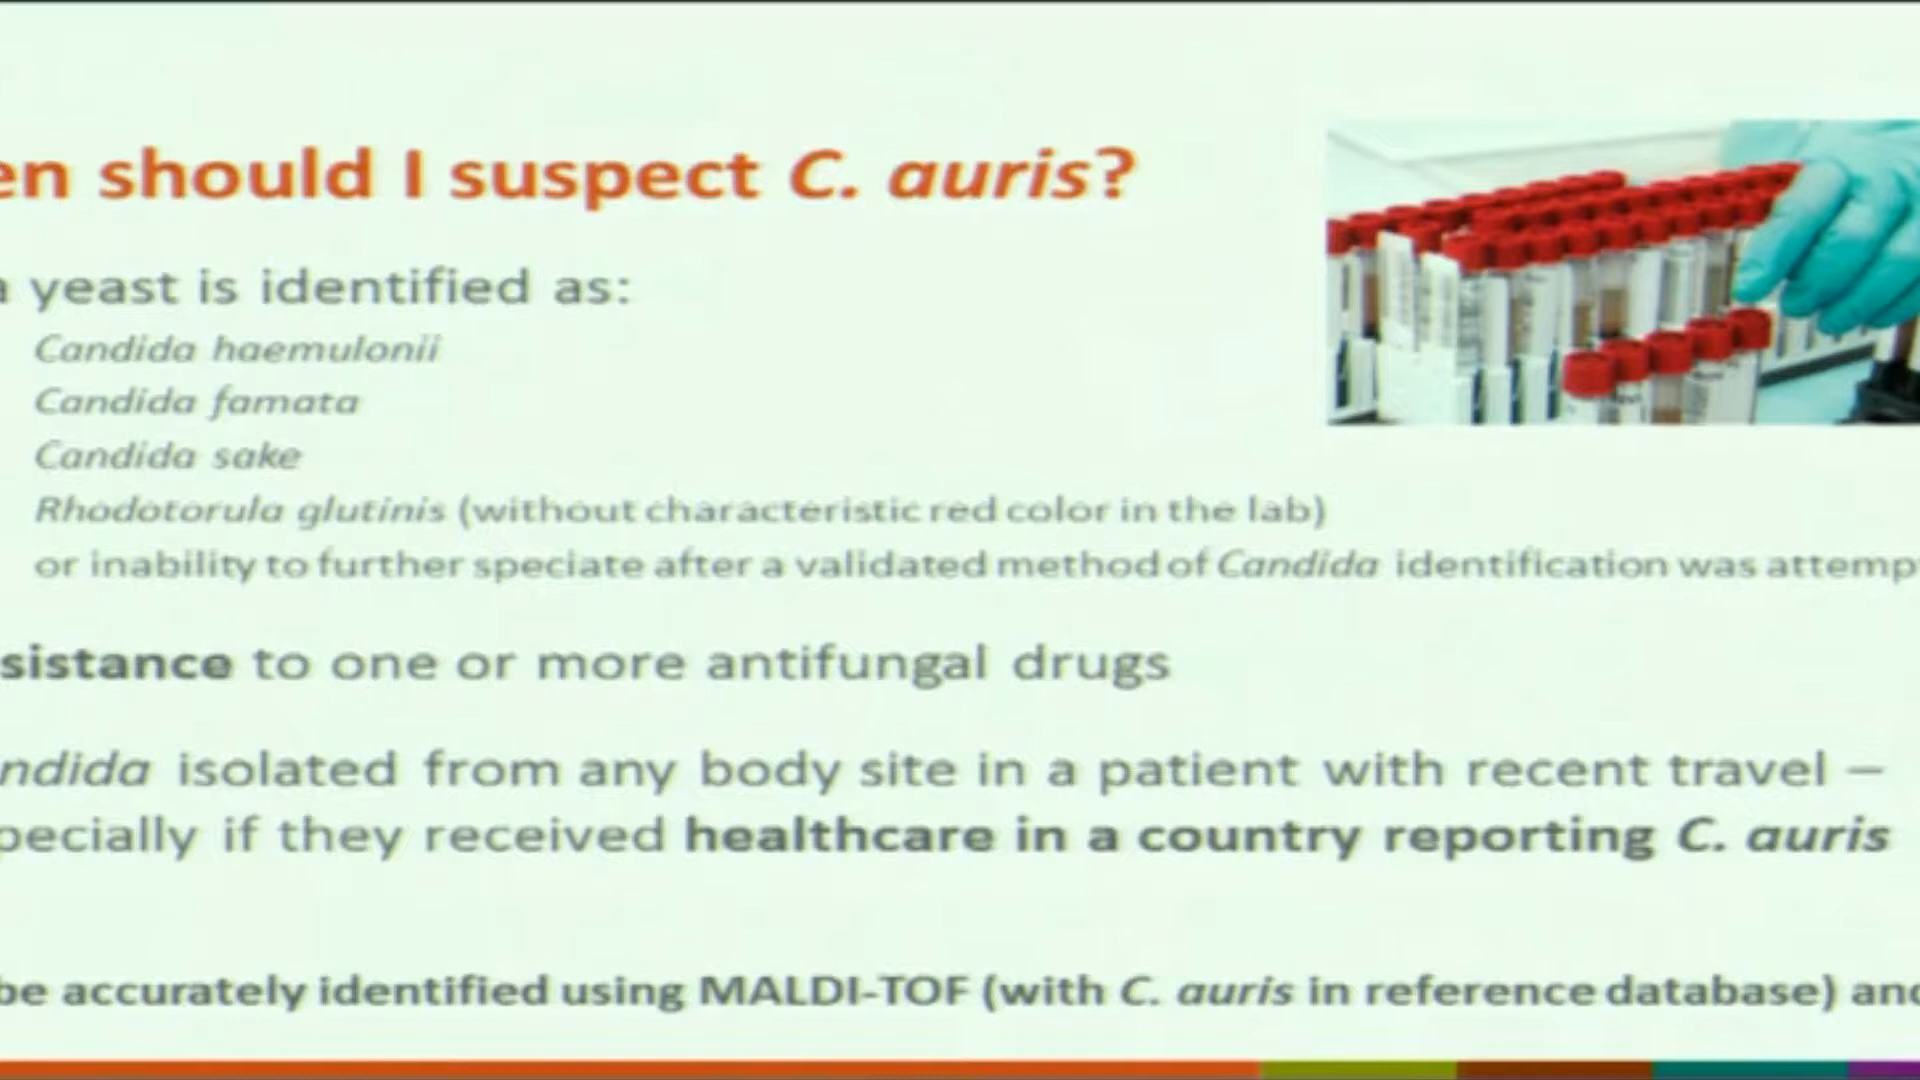 en should I suspect C. auris?
a yeast is identified as:
Candida haemulonii
Candida famata
Candida sake
Rhodotorula glutinis (without characteristic red color in the lab)
or inability to further speciate after a validated method of Candida identification was attemp
sistance to one or more antifungal drugs
ndida isolated from any body site in a patient with recent travel –
pecially if they received healthcare in a country reporting C. auris
be accurately identified using MALDI-TOF (with C. auris in reference database) and